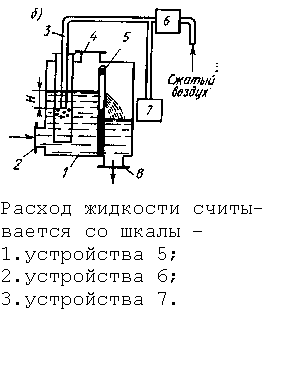 б)
3
4
5
6
Сжатый
воздух
H
7
2
1
8
Расход жидкости считы-
вается со шкалы –
1.устройства 5;
2.устройства 6;
3.устройства 7.